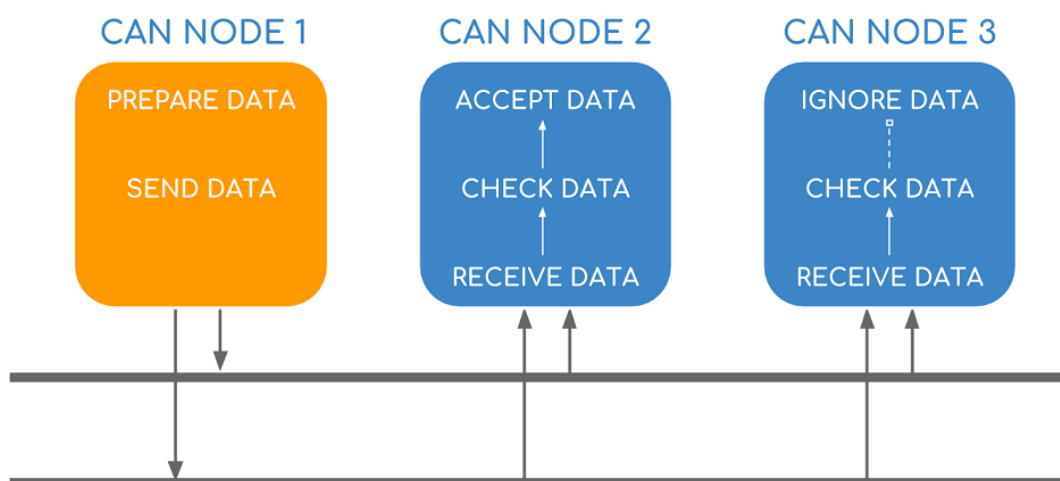 CAN NODE 1
PREPARE DATA
SEND DATA
CAN NODE 2
ACCEPT DATA
CHECK DATA
RECEIVE DATA
CAN NODE 3
IGNORE DATA
CHECK DATA
RECEIVE DATA